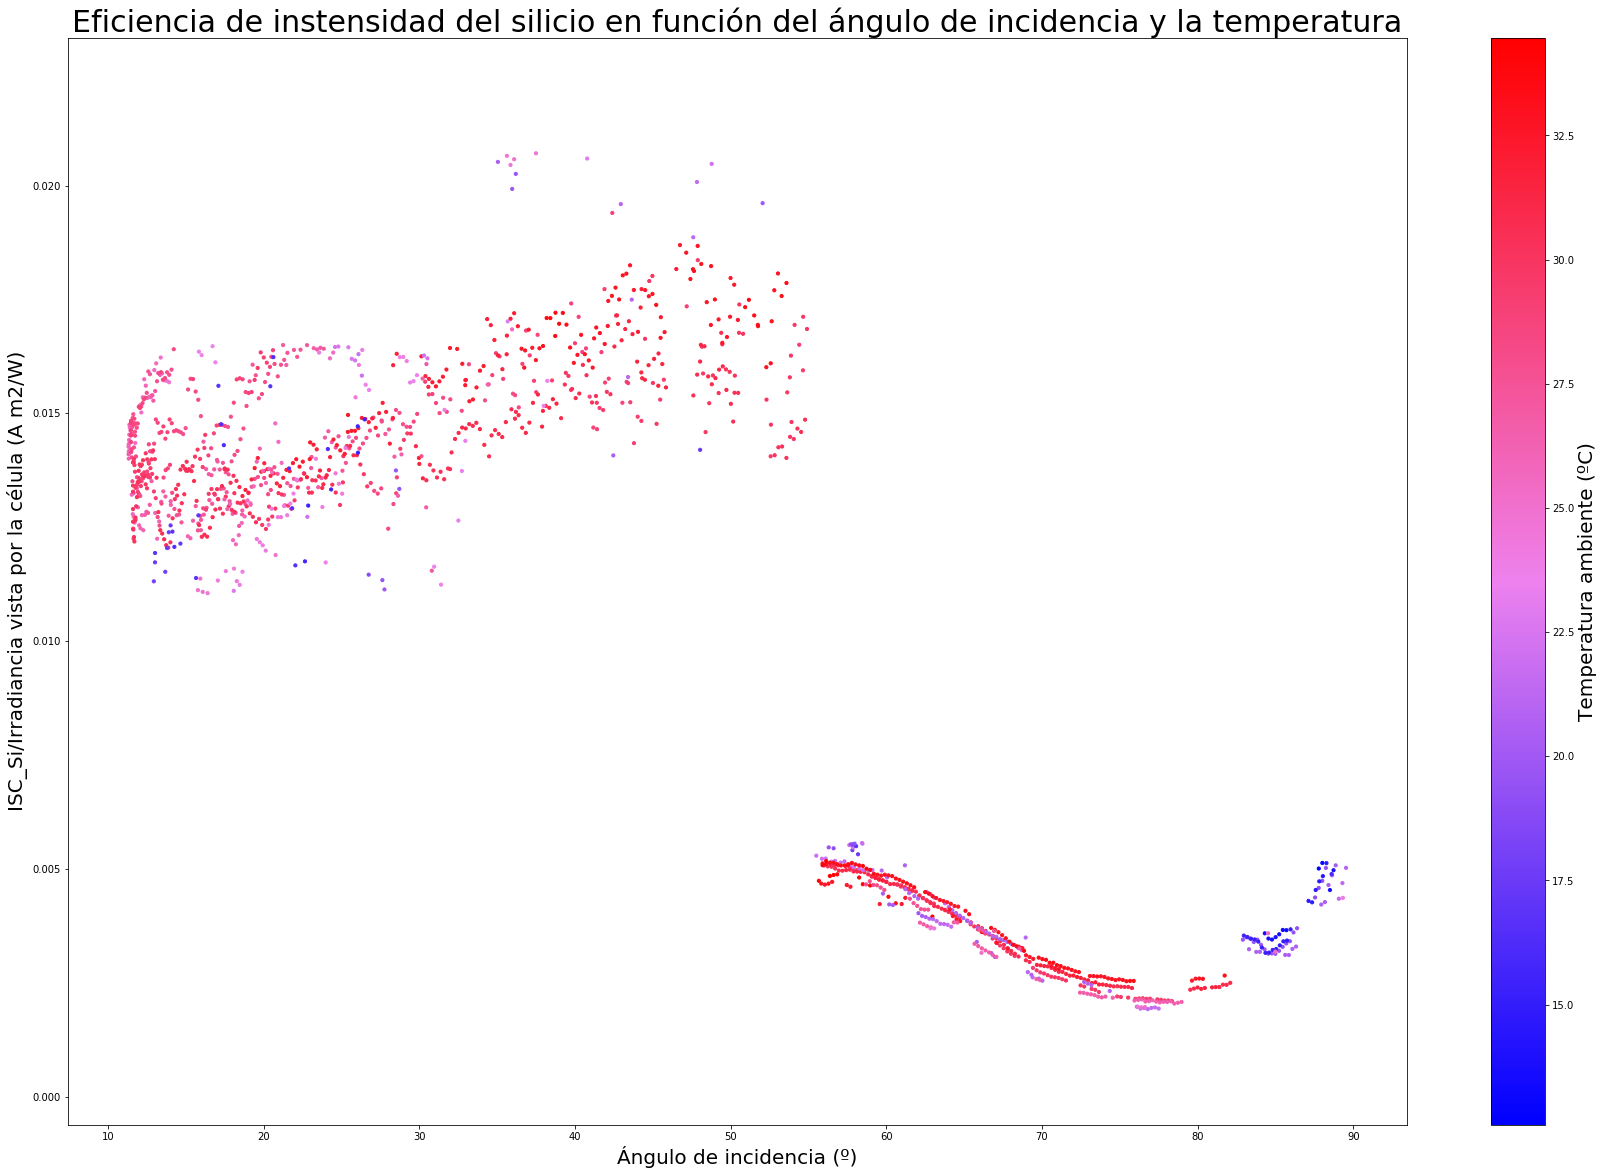 Eficiencia de instensidad del silicio en función del ángulo de incidencia y la temperatura
ISC_Si/Irradiancia vista por la célula (A m2/W)
0.020
0.015
0.010
0.005
0.000
10 20 30 40 50 60 70 80 90
Ángulo de incidencia (º)
32.5
30.0
27.5
25.0
22.5
20.0
17.5
15.0
Temperatura ambiente (ºC)